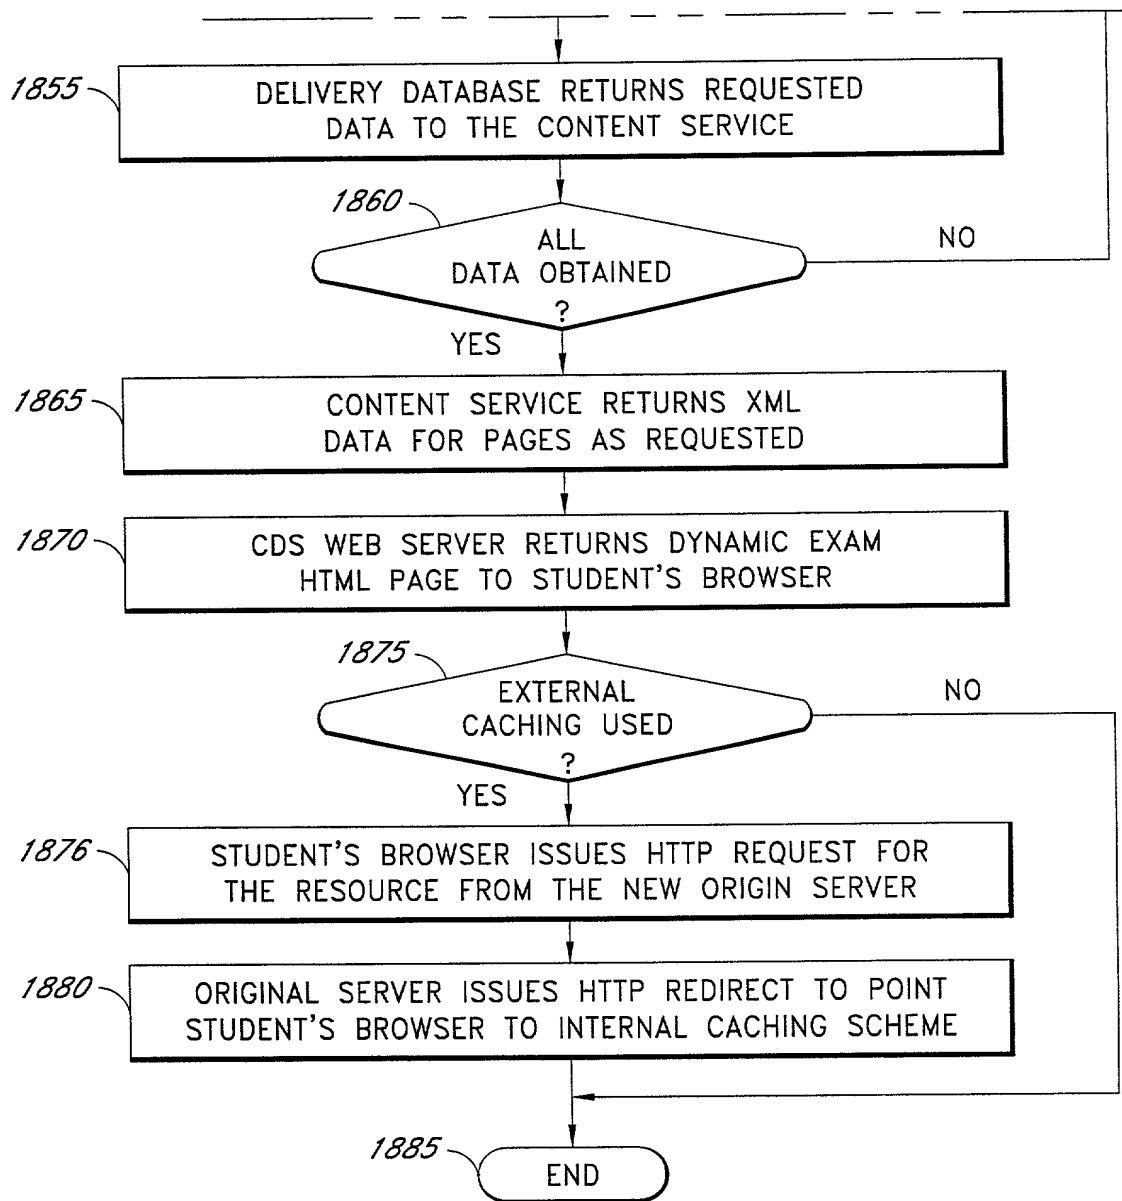 1855
DELIVERY DATABASE RETURNS REQUESTED
DATA TO THE CONTENT SERVICE
1860
ALL
DATA OBTAINED
?
NO
YES
1865
CONTENT SERVICE RETURNS XML
DATA FOR PAGES AS REQUESTED
1870
CDS WEB SERVER RETURNS DYNAMIC EXAM
HTML PAGE TO STUDENT'S BROWSER
1875
EXTERNAL
CACHING USED
?
NO
YES
1876
STUDENT'S BROWSER ISSUES HTTP REQUEST FOR
THE RESOURCE FROM THE NEW ORIGIN SERVER
1880
ORIGINAL SERVER ISSUES HTTP REDIRECT TO POINT
STUDENT'S BROWSER TO INTERNAL CACHING SCHEME
1885
END